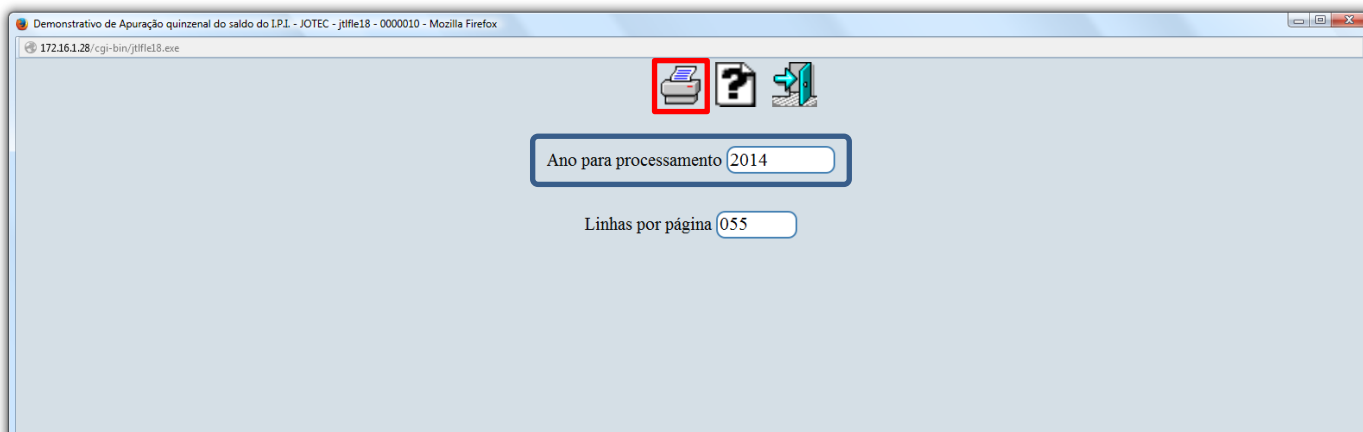 Demonstrativo de Apuração quinzenal do saldo do I.P.I. - JOTEC - jtlfle18 - 0000010 - Mozilla Firefox
172.16.1.28/cgi-bin/jtlfle18.exe
Ano para processamento 2014
Linhas por página 055